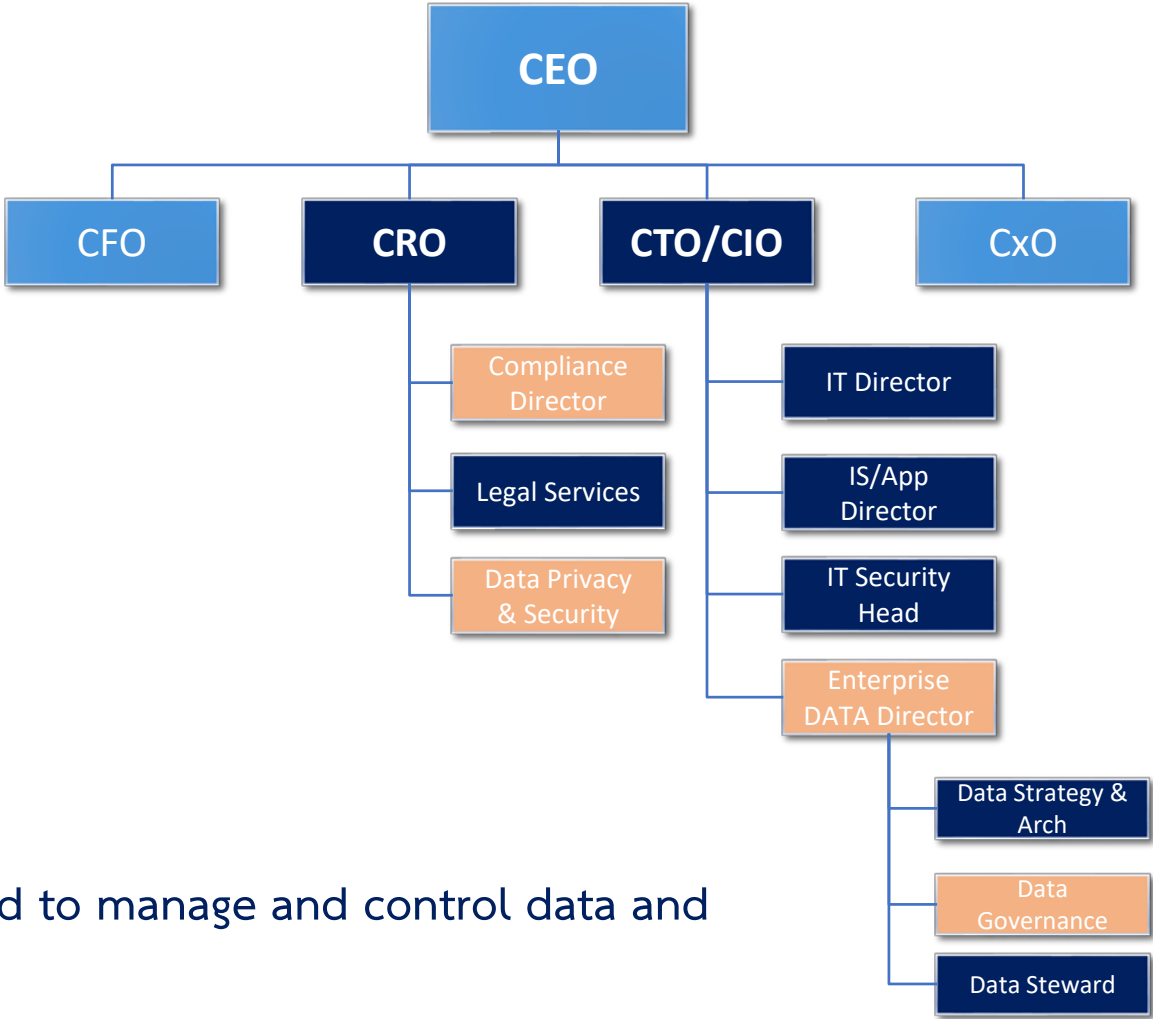 CEO
CFO
CRO
CTO/CIO
CxO
Compliance
Director
Legal Services
Data Privacy
& Security
IT Director
IS/App
Director
IT Security
Head
Enterprise
DATA Director
Data Strategy &
Arch
Data
Governance
Data Steward
d to manage and control data and